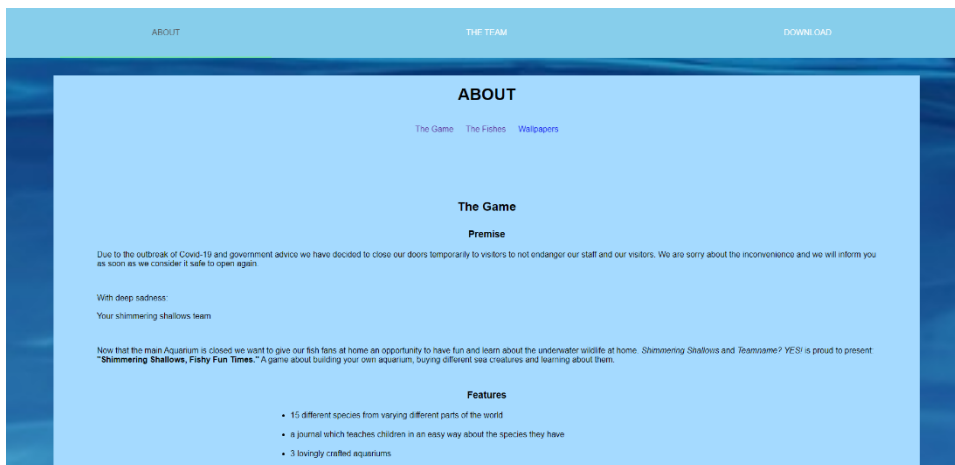 ABOUT THE TEAM DOWNLOAD
ABOUT
The Game The Fishes Wallpapers
The Game
Premise
Due to the outbreak of Covid-19 and government advice we have decided to close our doors temporarily to visitors to not endanger our staff and our visitors. We are sorry about the inconvenience and we will inform you
as soon as we consider it safe to open again.
With deep sadness:
Your shimmering shallows team
Now that the main Aquarium is closed we want to give our fish fans at home an opportunity to have fun and learn about the underwater wildlife at home. Shimmering Shallows and Teamname? YES! is proud to present:
"Shimmering Shallows, Fishy Fun Times." A game about building your own aquarium, buying different sea creatures and learning about them.
Features
• 15 different species from varying different parts of the world
• a journal which teaches children in an easy way about the species they have
• 3 lovingly crafted aquariums